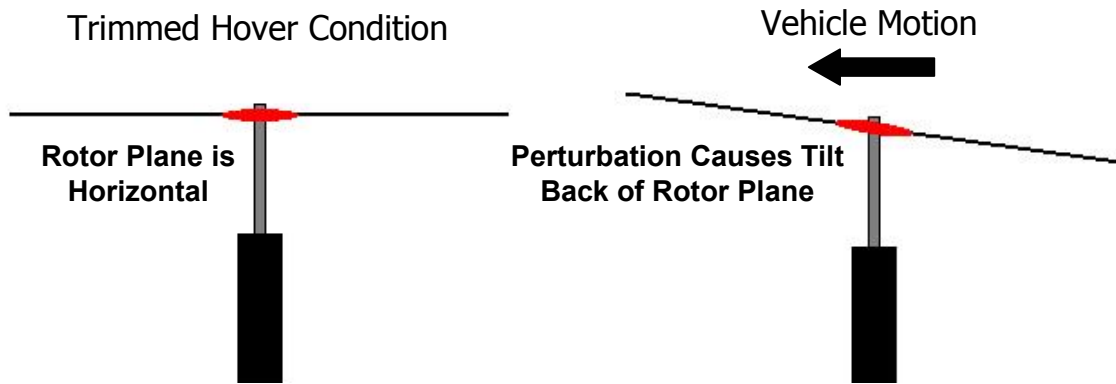 Trimmed Hover Condition
Rotor Plane is
Horizontal
Vehicle Motion
Perturbation Causes Tilt
Back of Rotor Plane